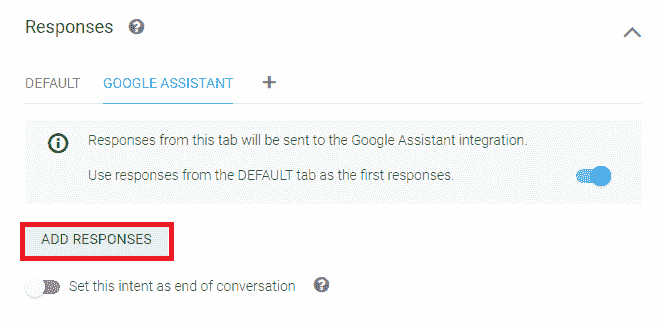 Responses ?
DEFAULT GOOGLE ASSISTANT +
Responses from this tab will be sent to the Google Assistant integration.
Use responses from the DEFAULT tab as the first responses.
ADD RESPONSES
Set this intent as end of conversation ?